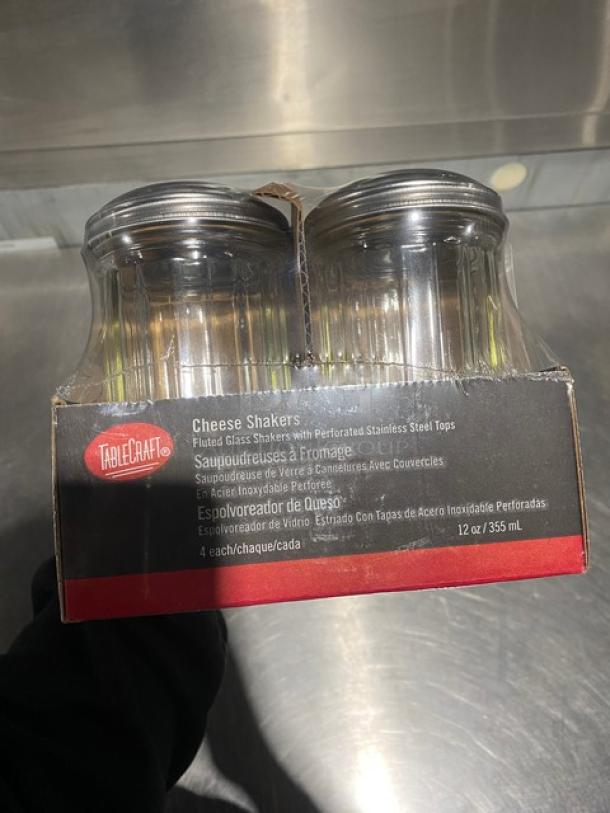 TABLECRAFT®
Cheese Shakers
Fluted Glass Shakers with Perforated Stainless Steel Tops
Saupoudreuses à Fromage
Saupoudreuse de Verre à Cannelures Avec Couvercles
En Acier Inoxydable Perforée
Espolvoreador de Queso
Espolvoreador de Vidrio Estriado Con Tapas de Acero Inoxidable Perforadas
4 each/chaque/cada
12 oz / 355 mL